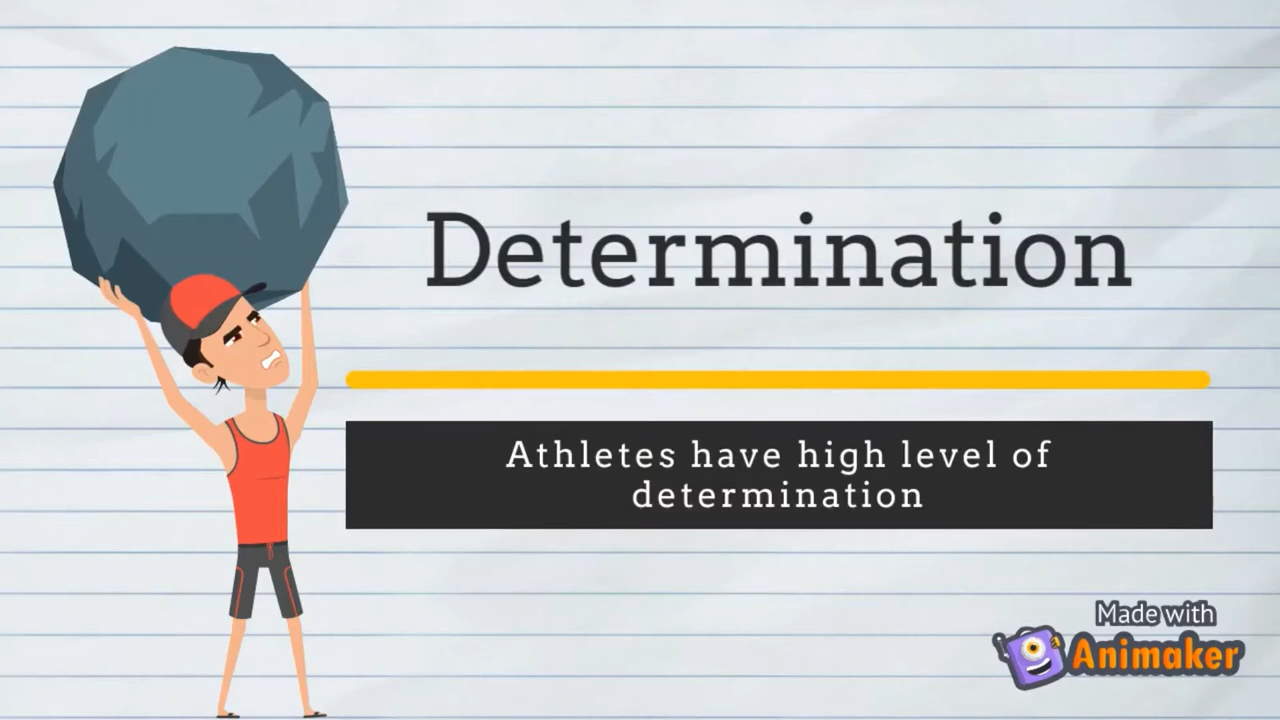 Determination
Athletes have high level of
determination
Made with
Animaker